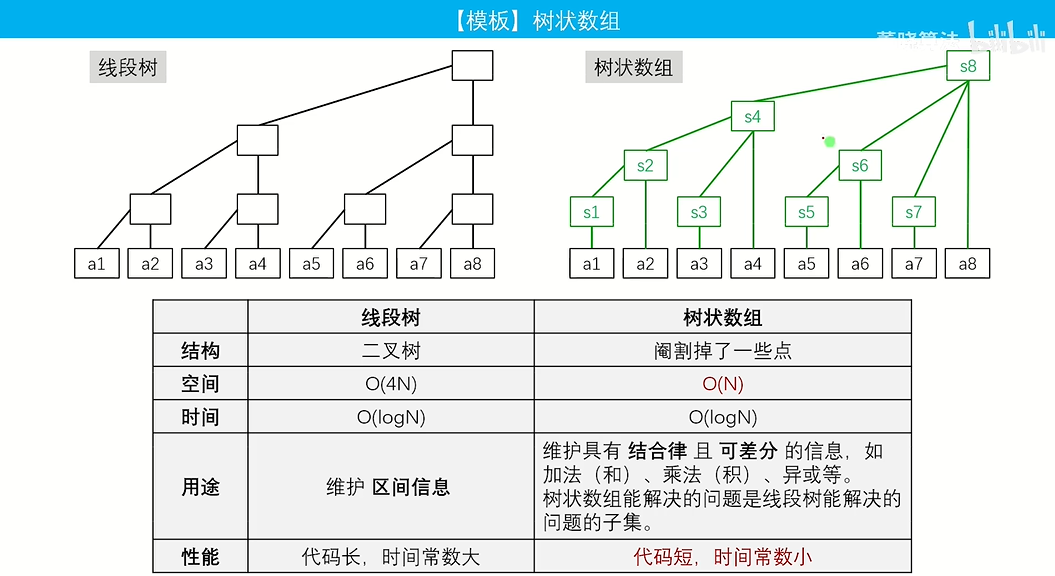 【模板】树状数组
董晓算法 bilibili
线段树
树状数组
s8
s4
s2
s6
s1 s3 s5 s7
a1 a2 a3 a4 a5 a6 a7 a8
a1 a2 a3 a4 a5 a6 a7 a8
线段树 树状数组
结构 二叉树 阉割掉了一些点
空间 O(4N) O(N)
时间 O(logN) O(logN)
用途 维护 区间信息
维护具有 结合律 且 可差分 的信息，如
加法（和）、乘法（积）、异或等。
树状数组能解决的问题是线段树能解决的
问题的子集。
性能 代码长，时间常数大 代码短，时间常数小